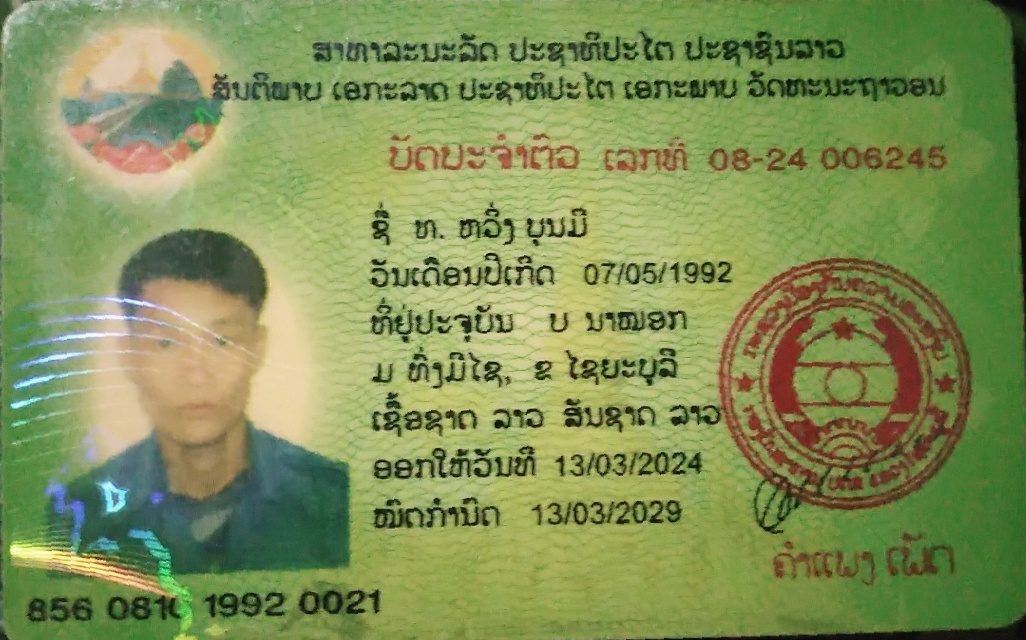 ສາທາລະນະລັດ ປະຊາທິປະໄຕ ປະຊາຊົນລາວ
ສັນຕິພາບ ເອກະລາດ ປະຊາທິປະໄຕ ເອກະພາບ ວັດທະນະຖາວອນ
ບັດປະຈຳຕົວ ເລກທີ 08-24 006245
ຊື່ ທ. ຫວົ່ງ ບຸນມີ
ວັນເດືອນປີເກີດ 07/05/1992
ທີ່ຢູ່ປະຈຸບັນ ບ ນາໝອກ
ມ ທົ່ງມີໄຊ, ຂ ໄຊຍະບຸລີ
ເຊື້ອຊາດ ລາວ ສັນຊາດ ລາວ
ອອກໃຫ້ວັນທີ 13/03/2024
ໝົດກຳນົດ 13/03/2029
ຄຳແພງ ເພັດ
856 0810 1992 0021